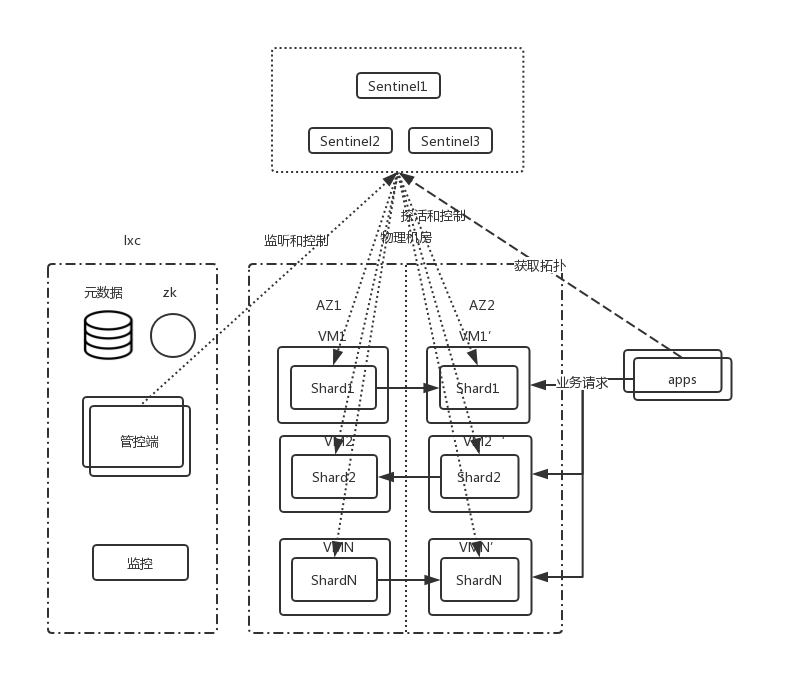 Sentinel1
Sentinel2
Sentinel3
探活和控制
物理机房
监听和控制
lxc
获取拓扑
元数据
zk
AZ1
AZ2
VM1
VM1′
Shard1
Shard1
业务请求
apps
管控端
VM2
VM2 ′
Shard2
Shard2
VMN
VMN′
监控
ShardN
ShardN